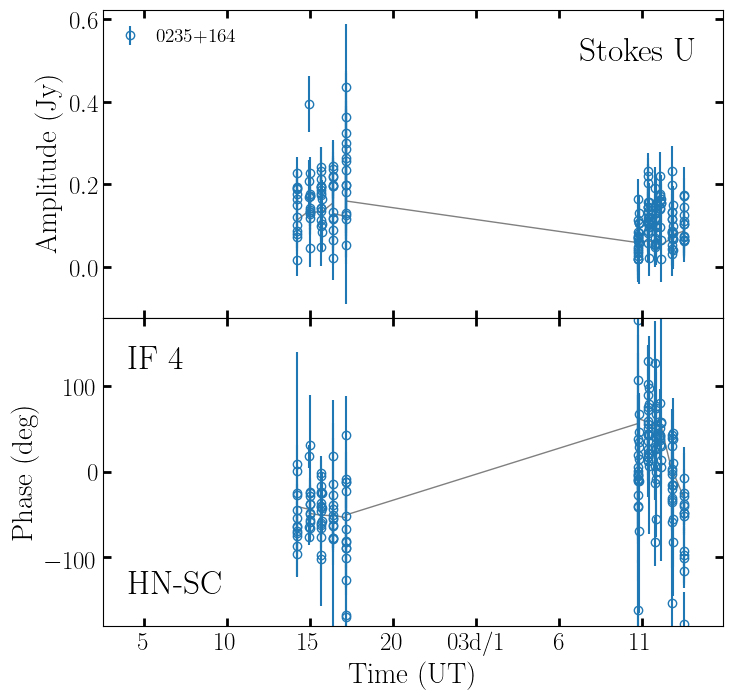 0.6
0235+164
Stokes U
0.4
0.2
0.0
Amplitude (Jy)
IF 4
100
0
−100
Phase (deg)
HN-SC
5 10 15 20 03d/1 6 11
Time (UT)